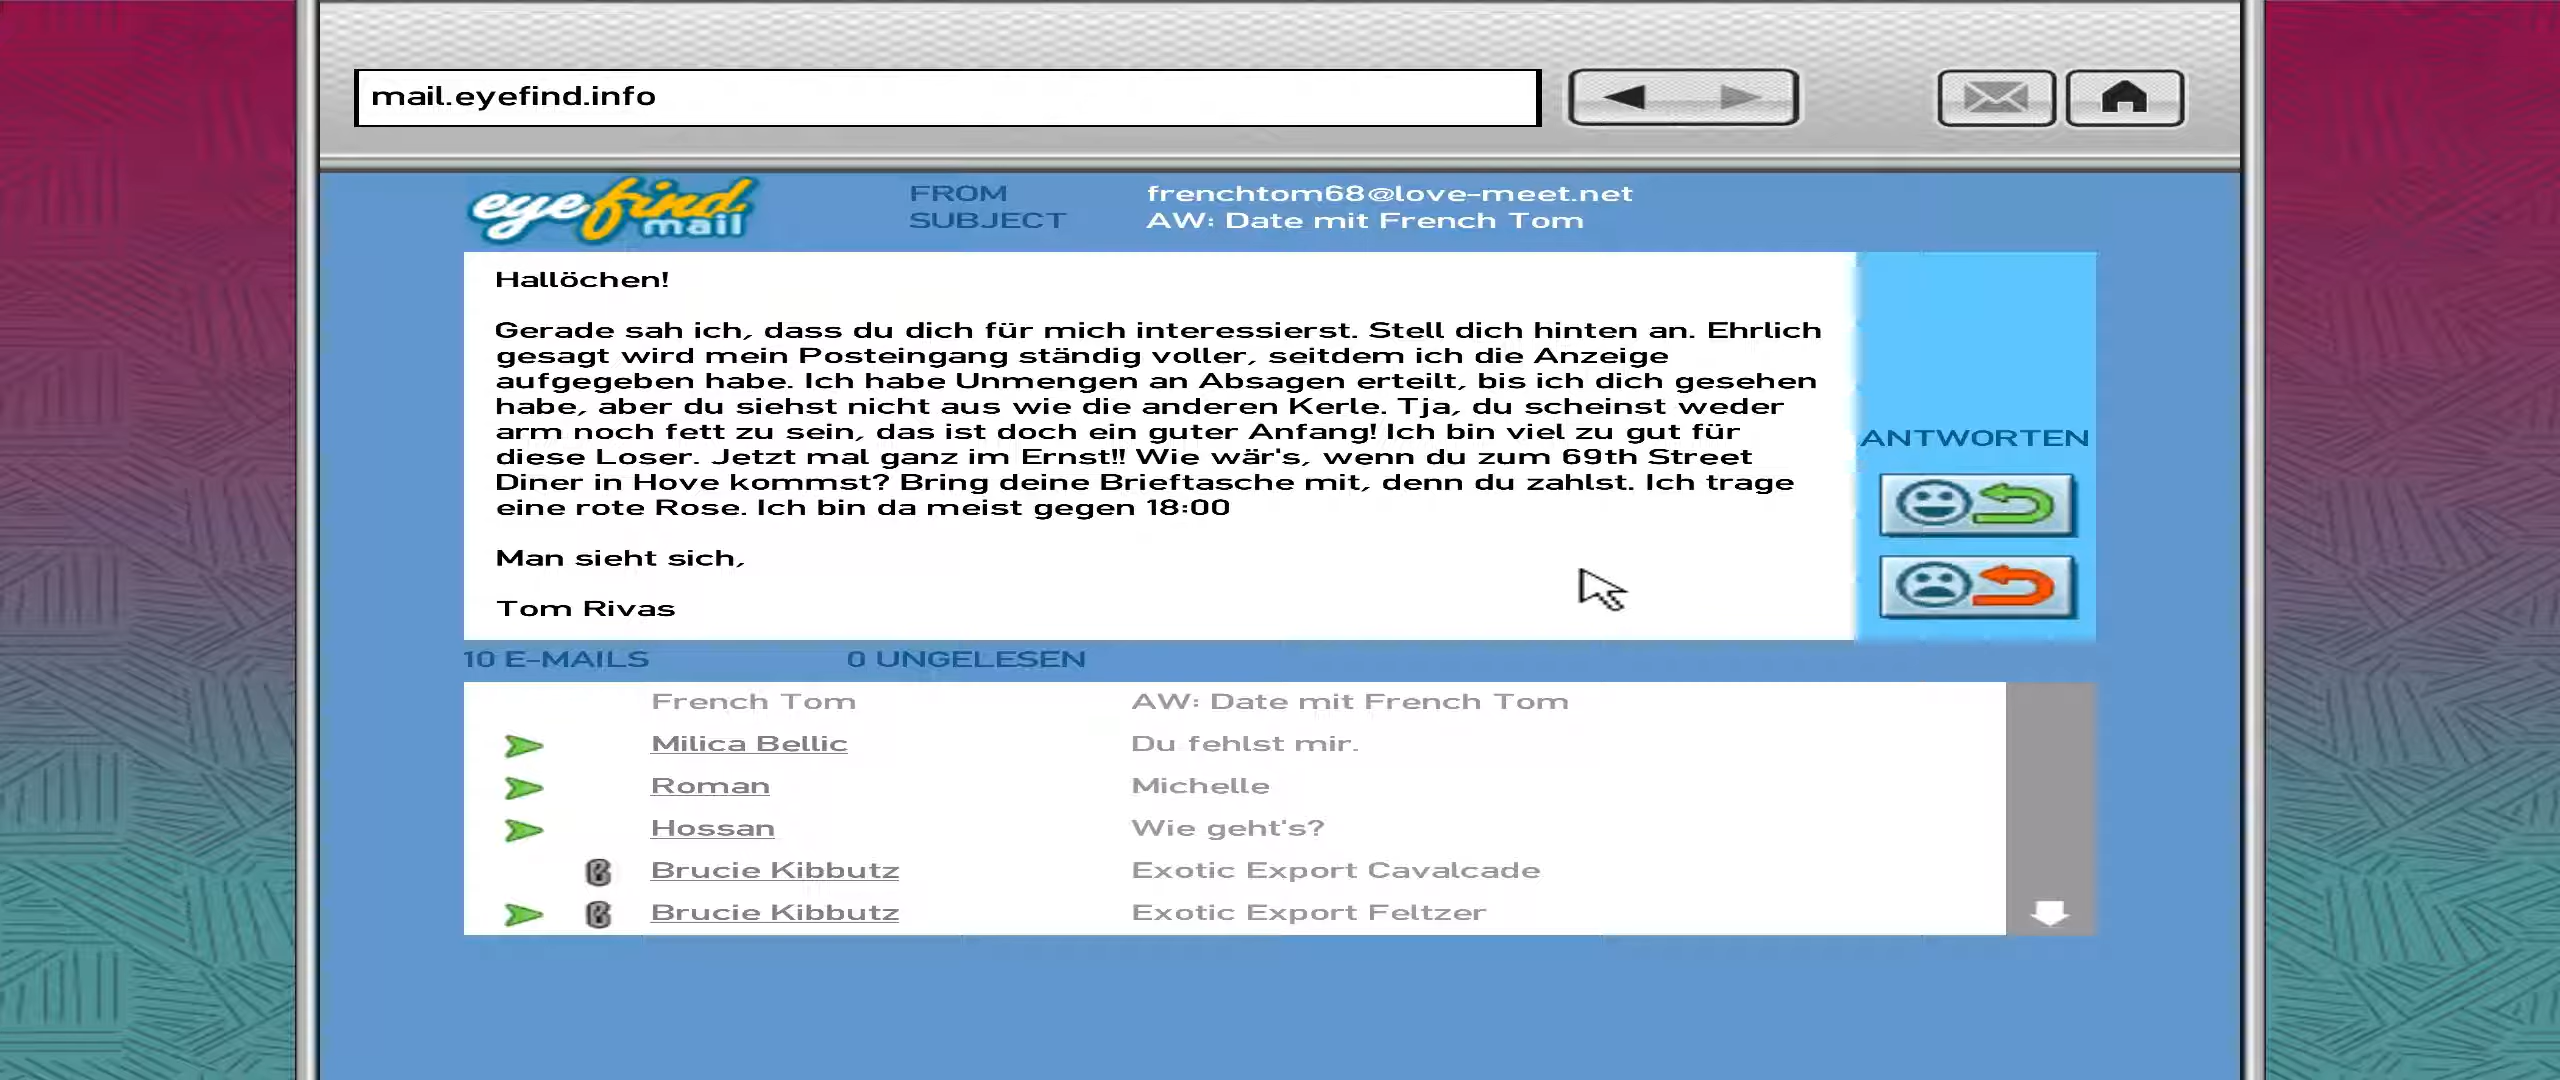 mail.eyefind.info
eyefind mail
FROM frenchtom68@love-meet.net
SUBJECT AW: Date mit French Tom
Hallöchen!
Gerade sah ich, dass du dich für mich interessierst. Stell dich hinten an. Ehrlich
gesagt wird mein Posteingang ständig voller, seitdem ich die Anzeige
aufgegeben habe. Ich habe Unmengen an Absagen erteilt, bis ich dich gesehen
habe, aber du siehst nicht aus wie die anderen Kerle. Tja, du scheinst weder
arm noch fett zu sein, das ist doch ein guter Anfang! Ich bin viel zu gut für
diese Loser. Jetzt mal ganz im Ernst!! Wie wär's, wenn du zum 69th Street
Diner in Hove kommst? Bring deine Brieftasche mit, denn du zahlst. Ich trage
eine rote Rose. Ich bin da meist gegen 18:00
Man sieht sich,
Tom Rivas
ANTWORTEN
10 E-MAILS 0 UNGELESEN
French Tom AW: Date mit French Tom
Milica Bellic Du fehlst mir.
Roman Michelle
Hossan Wie geht's?
Brucie Kibbutz Exotic Export Cavalcade
Brucie Kibbutz Exotic Export Feltzer